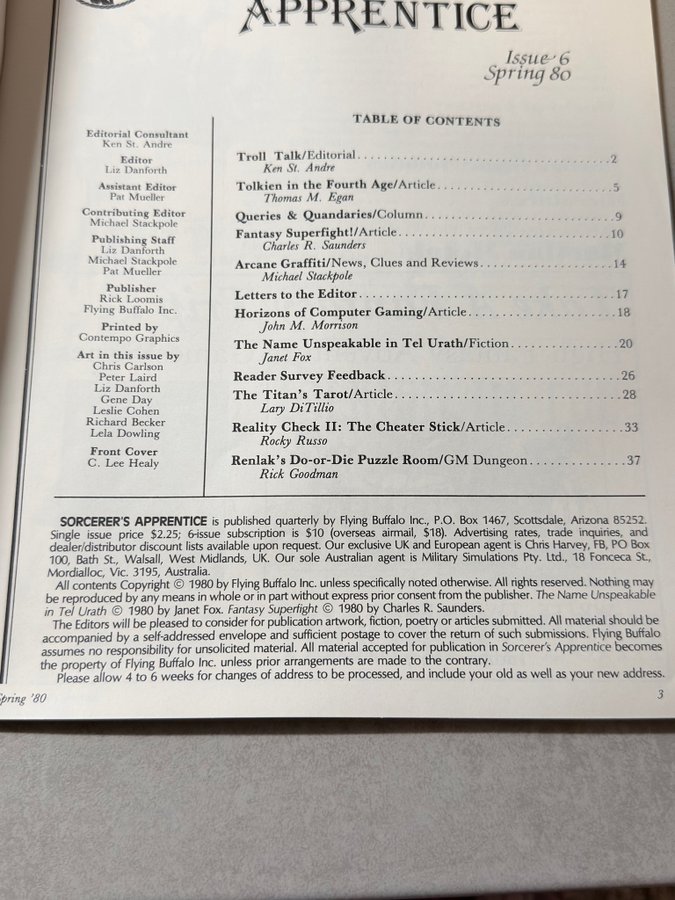 APPRENTICE
Issue 6
Spring 80
Editorial Consultant
Ken St. Andre
Editor
Liz Danforth
Assistant Editor
Pat Mueller
Contributing Editor
Michael Stackpole
Publishing Staff
Liz Danforth
Michael Stackpole
Pat Mueller
Publisher
Rick Loomis
Flying Buffalo Inc.
Printed by
Contempo Graphics
Art in this issue by
Chris Carlson
Peter Laird
Liz Danforth
Gene Day
Leslie Cohen
Richard Becker
Lela Dowling
Front Cover
C. Lee Healy
TABLE OF CONTENTS
Troll Talk/Editorial . . . . . . . . . . . . . . . . . . . . . . . . . . . . . . . . . . 2
Ken St. Andre
Tolkien in the Fourth Age/Article . . . . . . . . . . . . . . . . . . . . . . 5
Thomas M. Egan
Queries & Quandaries/Column . . . . . . . . . . . . . . . . . . . . . . . . 9
Fantasy Superfight!/Article . . . . . . . . . . . . . . . . . . . . . . . . . . . 10
Charles R. Saunders
Arcane Graffiti/News, Clues and Reviews . . . . . . . . . . . . . . . . . 14
Michael Stackpole
Letters to the Editor . . . . . . . . . . . . . . . . . . . . . . . . . . . . . . . . 17
Horizons of Computer Gaming/Article . . . . . . . . . . . . . . . . . . . 18
John M. Morrison
The Name Unspeakable in Tel Urath/Fiction . . . . . . . . . . . . . . 20
Janet Fox
Reader Survey Feedback . . . . . . . . . . . . . . . . . . . . . . . . . . . . . 26
The Titan's Tarot/Article . . . . . . . . . . . . . . . . . . . . . . . . . . . . 28
Lary DiTillio
Reality Check II: The Cheater Stick/Article . . . . . . . . . . . . . . . 33
Rocky Russo
Renlak's Do-or-Die Puzzle Room/GM Dungeon . . . . . . . . . . . . . 37
Rick Goodman
SORCERER'S APPRENTICE is published quarterly by Flying Buffalo Inc., P.O. Box 1467, Scottsdale, Arizona 85252.
Single issue price $2.25; 6-issue subscription is $10 (overseas airmail, $18). Advertising rates, trade inquiries, and
dealer/distributor discount lists available upon request. Our exclusive UK and European agent is Chris Harvey, FB, PO Box
100, Bath St., Walsall, West Midlands, UK. Our sole Australian agent is Military Simulations Pty. Ltd., 18 Fonceca St.,
Mordialloc, Vic. 3195, Australia.
All contents Copyright © 1980 by Flying Buffalo Inc. unless specifically noted otherwise. All rights reserved. Nothing may
be reproduced by any means in whole or in part without express prior consent from the publisher. The Name Unspeakable
in Tel Urath © 1980 by Janet Fox. Fantasy Superfight © 1980 by Charles R. Saunders.
The Editors will be pleased to consider for publication artwork, fiction, poetry or articles submitted. All material should be
accompanied by a self-addressed envelope and sufficient postage to cover the return of such submissions. Flying Buffalo
assumes no responsibility for unsolicited material. All material accepted for publication in Sorcerer's Apprentice becomes
the property of Flying Buffalo Inc. unless prior arrangements are made to the contrary.
Please allow 4 to 6 weeks for changes of address to be processed, and include your old as well as your new address.
Spring '80
3